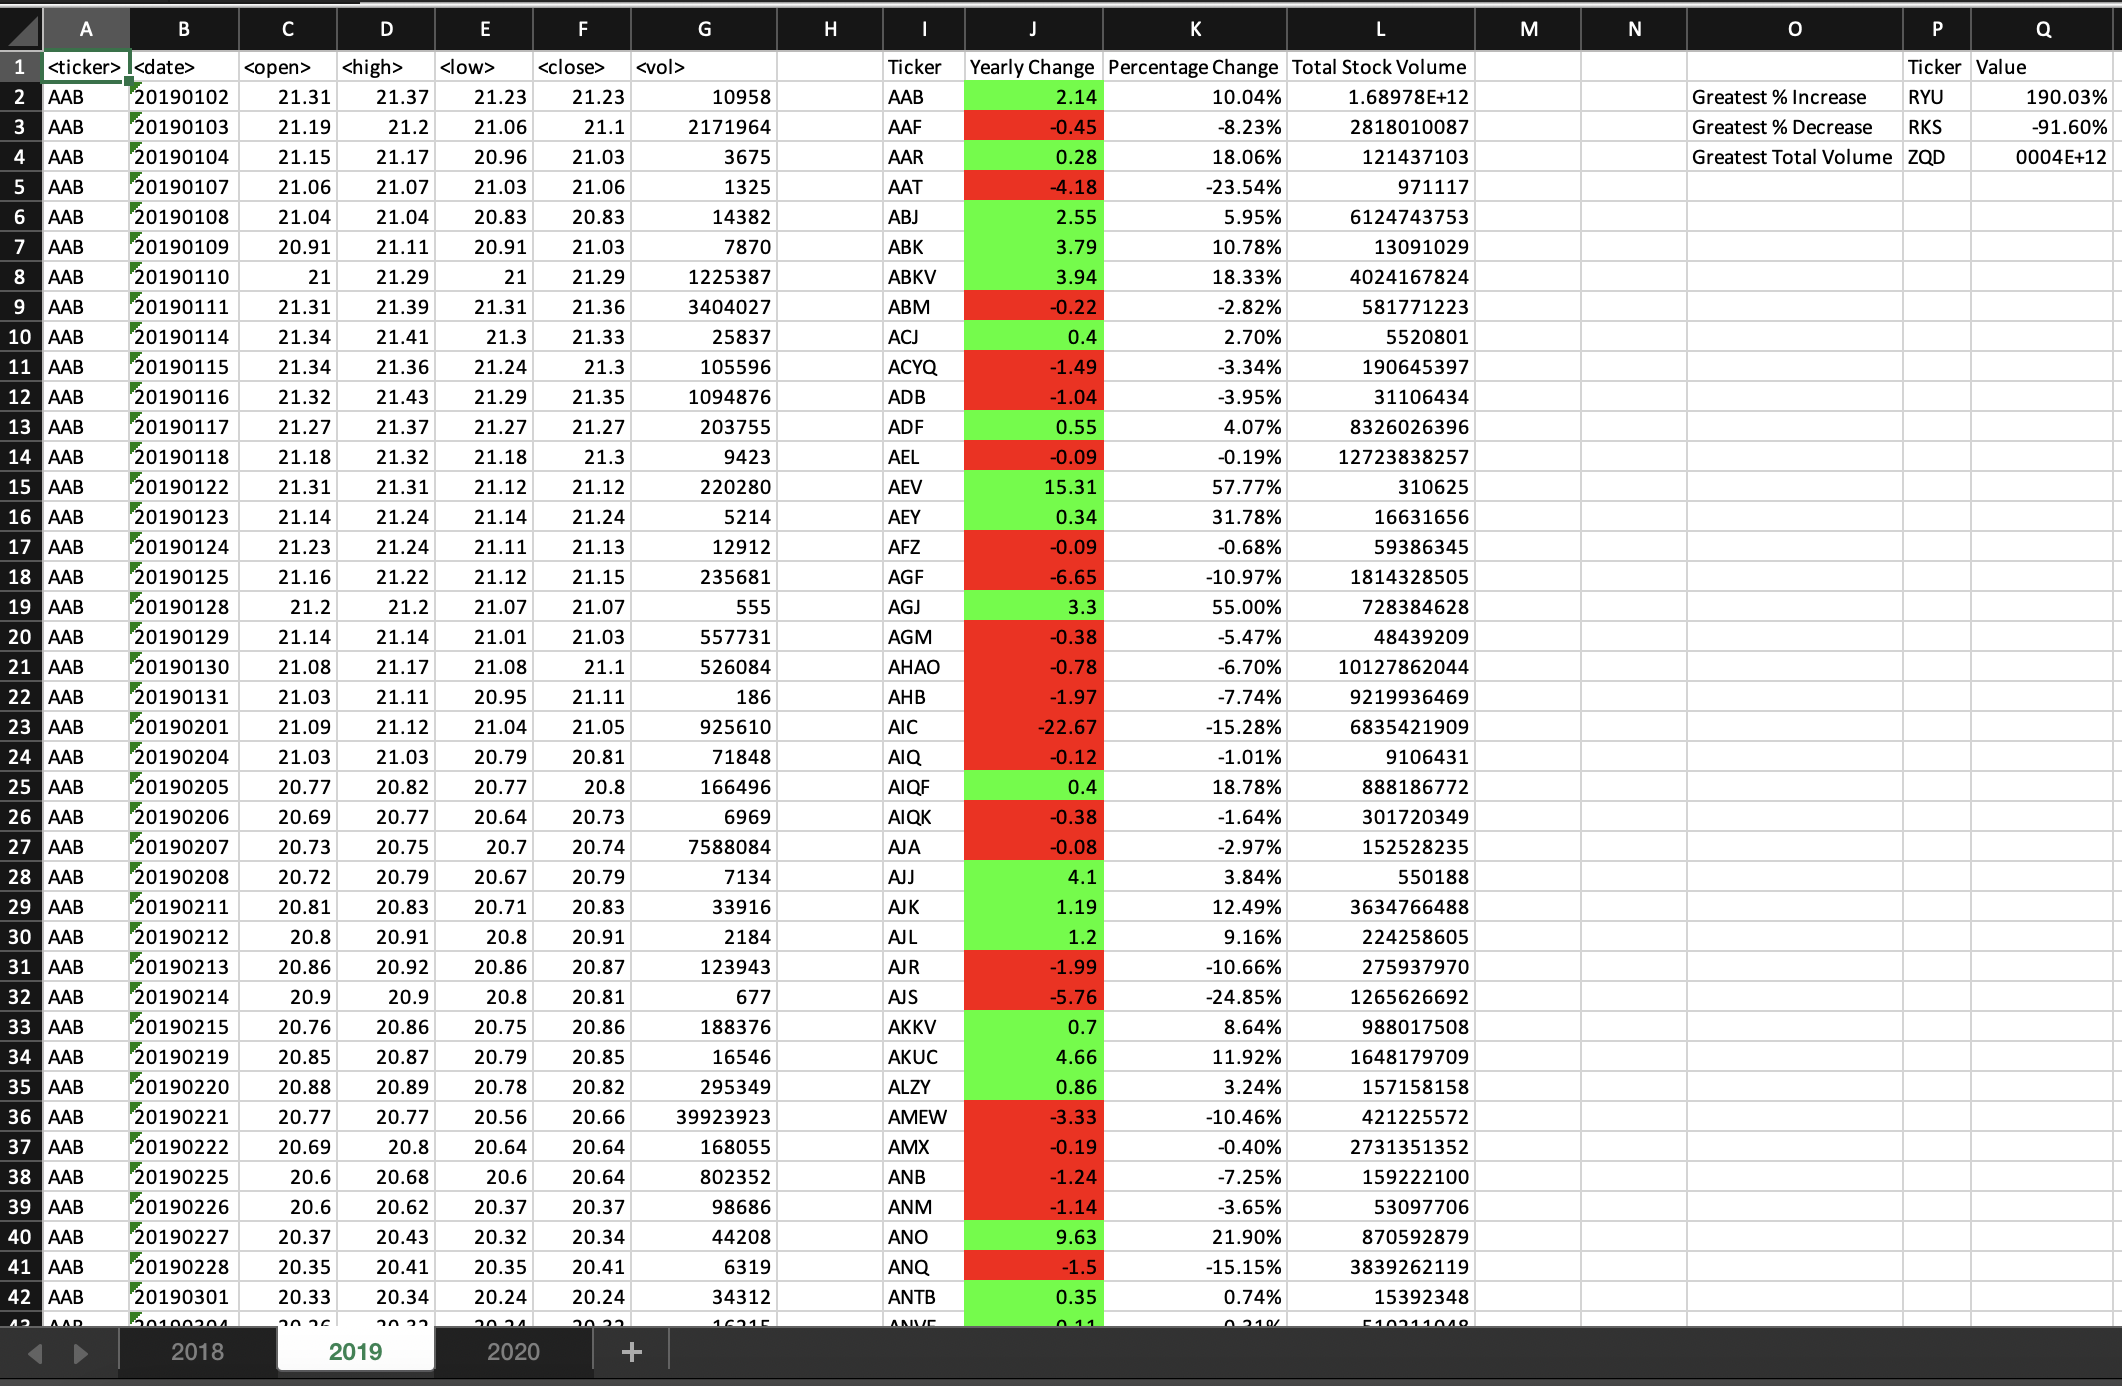 A B C D E F G H I J K L M N O P Q
1 <ticker> <date> <open> <high> <low> <close> <vol> Ticker Yearly Change Percentage Change Total Stock Volume Ticker Value
2 AAB 20190102 21.31 21.37 21.23 21.23 10958 AAB 2.14 10.04% 1.68978E+12 Greatest % Increase RYU 190.03%
3 AAB 20190103 21.19 21.2 21.06 21.1 2171964 AAF -0.45 -8.23% 2818010087 Greatest % Decrease RKS -91.60%
4 AAB 20190104 21.15 21.17 20.96 21.03 3675 AAR 0.28 18.06% 121437103 Greatest Total Volume ZQD 0004E+12
5 AAB 20190107 21.06 21.07 21.03 21.06 1325 AAT -4.18 -23.54% 971117
6 AAB 20190108 21.04 21.04 20.83 20.83 14382 ABJ 2.55 5.95% 6124743753
7 AAB 20190109 20.91 21.11 20.91 21.03 7870 ABK 3.79 10.78% 13091029
8 AAB 20190110 21 21.29 21 21.29 1225387 ABKV 3.94 18.33% 4024167824
9 AAB 20190111 21.31 21.39 21.31 21.36 3404027 ABM -0.22 -2.82% 581771223
10 AAB 20190114 21.34 21.41 21.3 21.33 25837 ACJ 0.4 2.70% 5520801
11 AAB 20190115 21.34 21.36 21.24 21.3 105596 ACYQ -1.49 -3.34% 190645397
12 AAB 20190116 21.32 21.43 21.29 21.35 1094876 ADB -1.04 -3.95% 31106434
13 AAB 20190117 21.27 21.37 21.27 21.27 203755 ADF 0.55 4.07% 8326026396
14 AAB 20190118 21.18 21.32 21.18 21.3 9423 AEL -0.09 -0.19% 12723838257
15 AAB 20190122 21.31 21.31 21.12 21.12 220280 AEV 15.31 57.77% 310625
16 AAB 20190123 21.14 21.24 21.14 21.24 5214 AEY 0.34 31.78% 16631656
17 AAB 20190124 21.23 21.24 21.11 21.13 12912 AFZ -0.09 -0.68% 59386345
18 AAB 20190125 21.16 21.22 21.12 21.15 235681 AGF -6.65 -10.97% 1814328505
19 AAB 20190128 21.2 21.2 21.07 21.07 555 AGJ 3.3 55.00% 728384628
20 AAB 20190129 21.14 21.14 21.01 21.03 557731 AGM -0.38 -5.47% 48439209
21 AAB 20190130 21.08 21.17 21.08 21.1 526084 AHAO -0.78 -6.70% 10127862044
22 AAB 20190131 21.03 21.11 20.95 21.11 186 AHB -1.97 -7.74% 9219936469
23 AAB 20190201 21.09 21.12 21.04 21.05 925610 AIC -22.67 -15.28% 6835421909
24 AAB 20190204 21.03 21.03 20.79 20.81 71848 AIQ -0.12 -1.01% 9106431
25 AAB 20190205 20.77 20.82 20.77 20.8 166496 AIQF 0.4 18.78% 888186772
26 AAB 20190206 20.69 20.77 20.64 20.73 6969 AIQK -0.38 -1.64% 301720349
27 AAB 20190207 20.73 20.75 20.7 20.74 7588084 AJA -0.08 -2.97% 152528235
28 AAB 20190208 20.72 20.79 20.67 20.79 7134 AJJ 4.1 3.84% 550188
29 AAB 20190211 20.81 20.83 20.71 20.83 33916 AJK 1.19 12.49% 3634766488
30 AAB 20190212 20.8 20.91 20.8 20.91 2184 AJL 1.2 9.16% 224258605
31 AAB 20190213 20.86 20.92 20.86 20.87 123943 AJR -1.99 -10.66% 275937970
32 AAB 20190214 20.9 20.9 20.8 20.81 677 AJS -5.76 -24.85% 1265626692
33 AAB 20190215 20.76 20.86 20.75 20.86 188376 AKKV 0.7 8.64% 988017508
34 AAB 20190219 20.85 20.87 20.79 20.85 16546 AKUC 4.66 11.92% 1648179709
35 AAB 20190220 20.88 20.89 20.78 20.82 295349 ALZY 0.86 3.24% 157158158
36 AAB 20190221 20.77 20.77 20.56 20.66 39923923 AMEW -3.33 -10.46% 421225572
37 AAB 20190222 20.69 20.8 20.64 20.64 168055 AMX -0.19 -0.40% 2731351352
38 AAB 20190225 20.6 20.68 20.6 20.64 802352 ANB -1.24 -7.25% 159222100
39 AAB 20190226 20.6 20.62 20.37 20.37 98686 ANM -1.14 -3.65% 53097706
40 AAB 20190227 20.37 20.43 20.32 20.34 44208 ANO 9.63 21.90% 870592879
41 AAB 20190228 20.35 20.41 20.35 20.41 6319 ANQ -1.5 -15.15% 3839262119
42 AAB 20190301 20.33 20.34 20.24 20.24 34312 ANTB 0.35 0.74% 15392348
2018 2019 2020 +